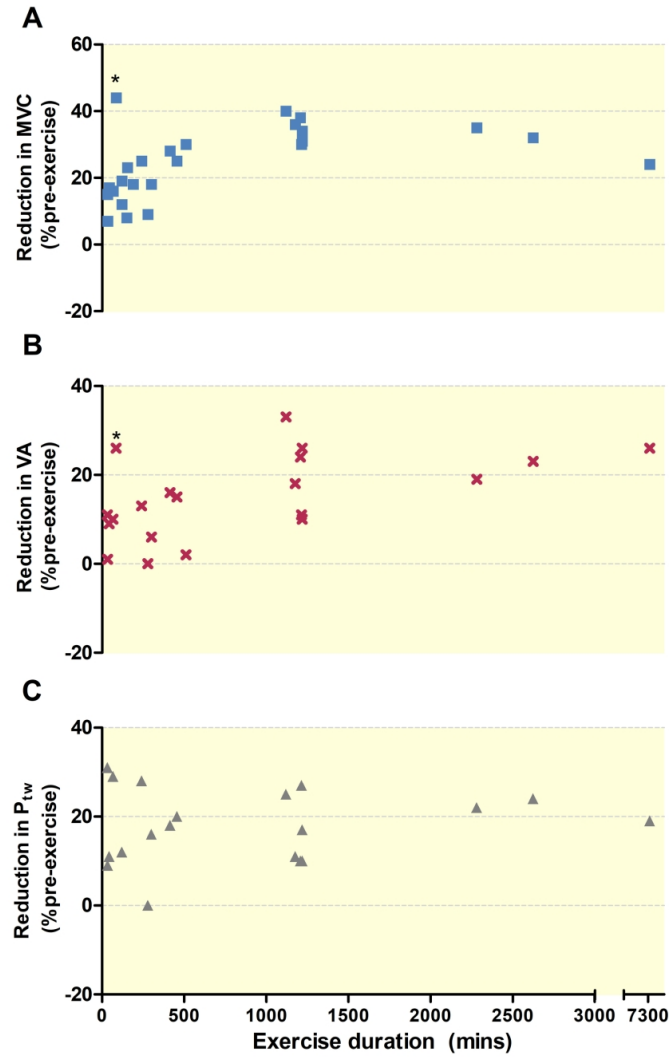 A
Reduction in MVC
(%pre-exercise)
60
40
20
0
-20
*
B
Reduction in VA
(%pre-exercise)
40
20
0
-20
*
C
Reduction in Ptw
(%pre-exercise)
40
20
0
-20
0 500 1000 1500 2000 2500 3000 7300
Exercise duration (mins)